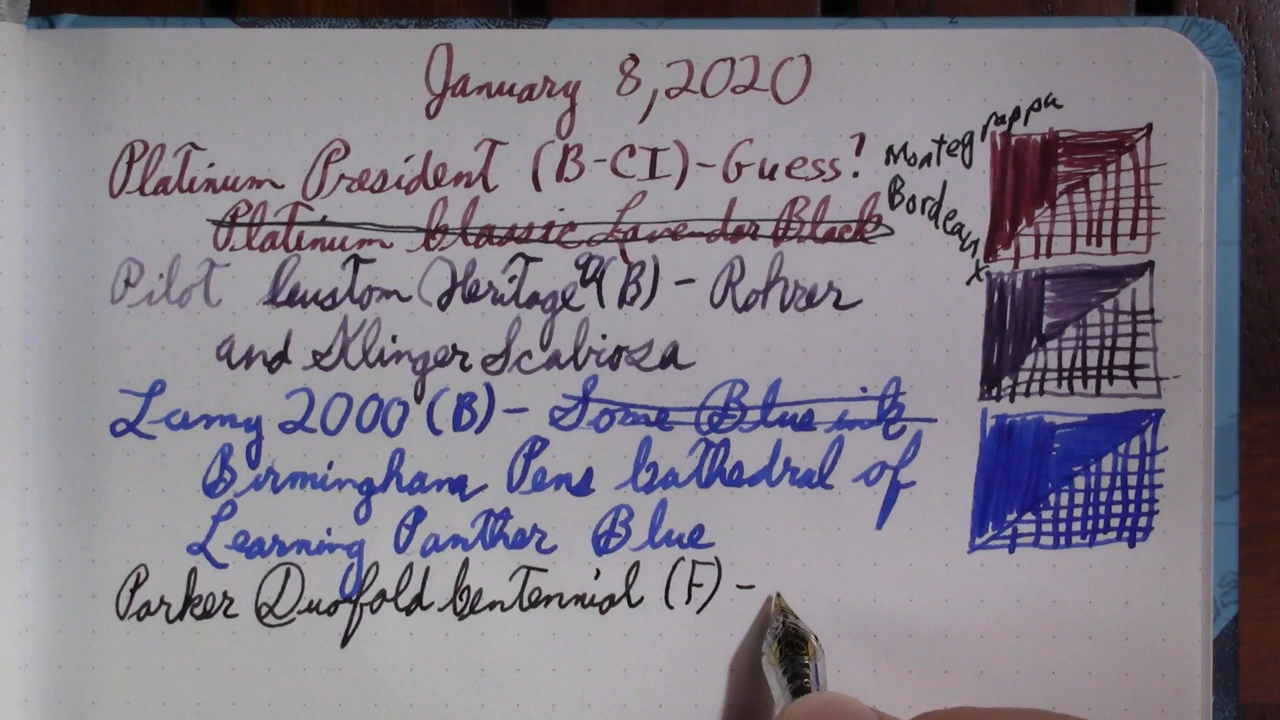 January 8, 2020
Platinum President (B-CI) - Guess?
Montegrappa
Bordeaux
Platinum Classic Lavender Black
Pilot Custom Heritage 912 (B) - Rohrer
and Klinger Scabiosa
Lamy 2000 (B) - Some Blue ink
Birmingham Pens Cathedral of
Learning Panther Blue
Parker Duofold Centennial (F) -